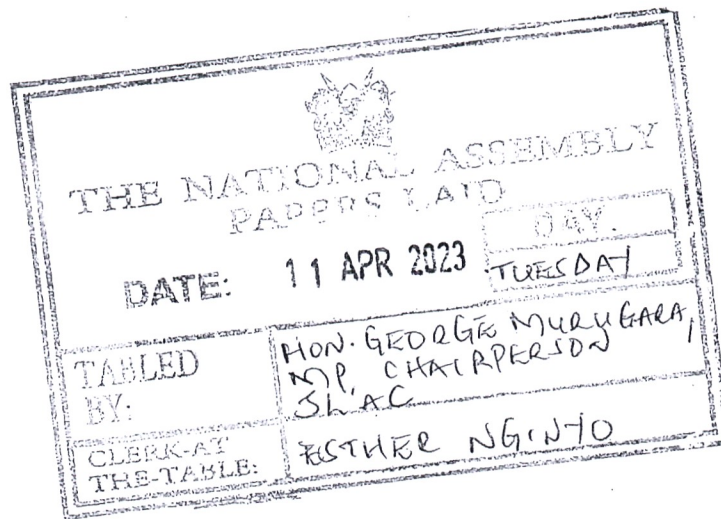 THE NATIONAL ASSEMBLY
PAPERS LAID
DATE: 11 APR 2023
DAY.
TUESDAY
TABLED
BY:
HON. GEORGE MURUGARA,
MP, CHAIRPERSON
JLAC
CLERK-AT
THE-TABLE:
ESTHER NGINYO